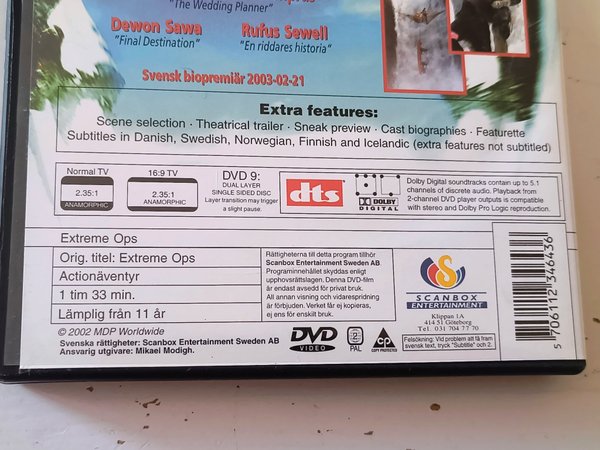 "The Wedding Planner"
Dewon Sawa
"Final Destination"
Rufus Sewell
"En riddares historia"
Svensk biopremiär 2003-02-21
Extra features:
Scene selection · Theatrical trailer · Sneak preview · Cast biographies · Featurette
Subtitles in Danish, Swedish, Norwegian, Finnish and Icelandic (extra features not subtitled)
Normal TV
2.35:1
ANAMORPHIC
16:9 TV
2.35:1
ANAMORPHIC
DVD 9:
DUAL LAYER
SINGLE SIDED DISC
Layer transition may trigger
a slight pause.
dts
DOLBY
DIGITAL
Dolby Digital soundtracks contain up to 5.1
channels of discrete audio. Playback from
2-channel DVD player outputs is compatible
with stereo and Dolby Pro Logic reproduction.
Extreme Ops
Orig. titel: Extreme Ops
Actionäventyr
1 tim 33 min.
Lämplig från 11 år
© 2002 MDP Worldwide
Svenska rättigheter: Scanbox Entertainment Sweden AB
Ansvarig utgivare: Mikael Modigh.
Rättigheterna till detta program tillhör
Scanbox Entertainment Sweden AB
Programinnehållet skyddas enligt
upphovsrättslagen. Denna DVD-film
är endast avsedd för privat bruk.
All annan visning och vidarespridning
är förbjuden. Verket får ej kopieras,
ej ens för enskilt bruk.
DVD
VIDEO
2
PAL
CP
COPY PROTECTED
SCANBOX
ENTERTAINMENT
Klippan 1A
414 51 Göteborg
Tel. 031 704 77 70
Felsökning: Vid problem att få fram
svensk text, tryck "Subtitle" och 2.
5 706112 346436